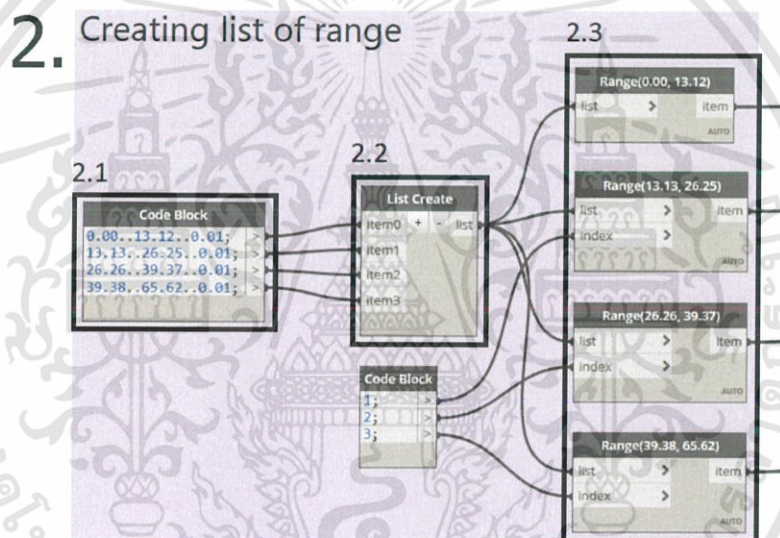 2. Creating list of range
2.1
Code Block
0.00..13.12..0.01; >
13.13..26.25..0.01; >
26.26..39.37..0.01; >
39.38..65.62..0.01; >
2.2
List Create
item0 + - list
item1
item2
item3
Code Block
1; >
2; >
3; >
2.3
Range(0.00, 13.12)
list > item
AUTO
Range(13.13, 26.25)
list > item
index >
AUTO
Range(26.26, 39.37)
list > item
index >
AUTO
Range(39.38, 65.62)
list > item
index >
AUTO